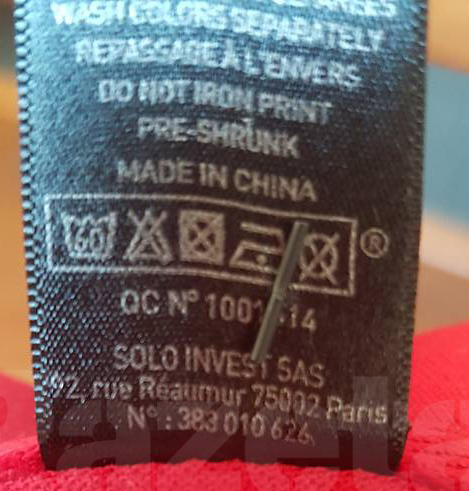 WASH COLORS SEPARATELY
REPASSAGE À L'ENVERS
DO NOT IRON PRINT
PRE-SHRUNK
MADE IN CHINA
60
®
QC N° 1001 14
SOLO INVEST SAS
72, rue Réaumur 75002 Paris
N° : 383 010 626